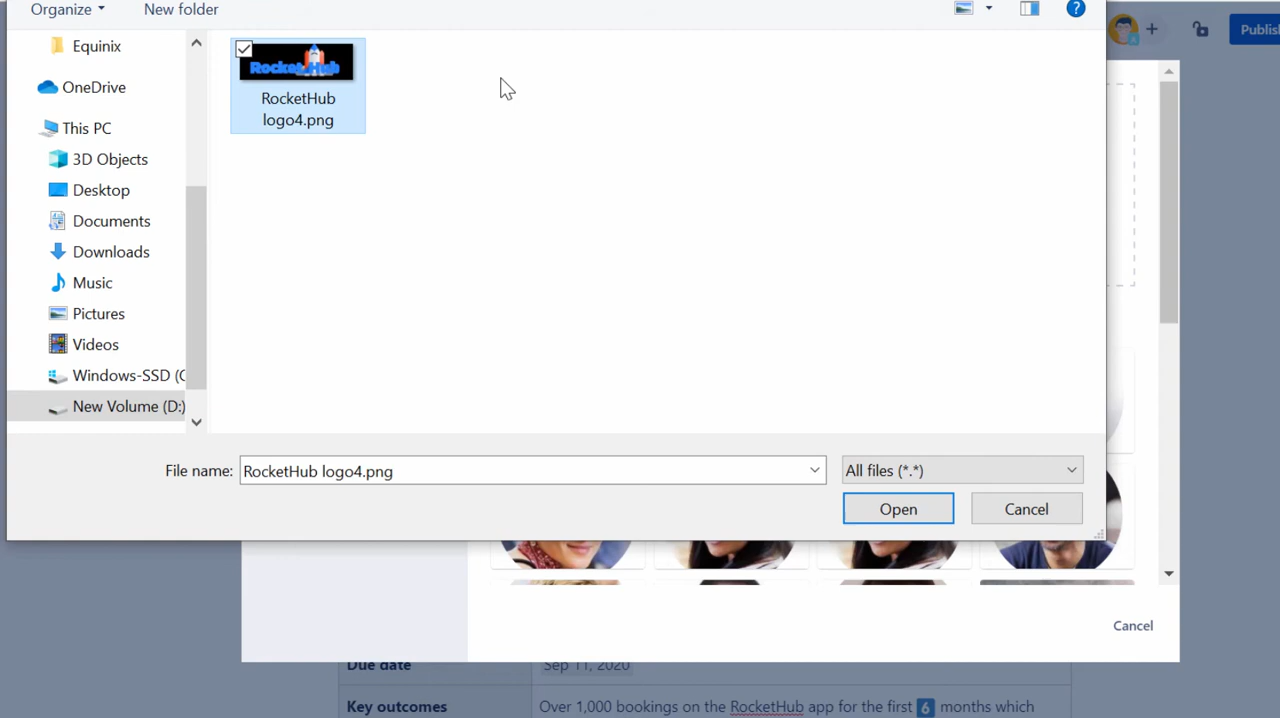 Organize
New folder
Publis
Equinix
OneDrive
RocketHub
RocketHub
logo4.png
This PC
3D Objects
Desktop
Documents
Downloads
Music
Pictures
Videos
Windows-SSD (C
New Volume (D:)
File name: RocketHub logo4.png
All files (*.*)
Open
Cancel
Cancel
Due date
Sep 11, 2020
Key outcomes
Over 1,000 bookings on the RocketHub app for the first 6 months which